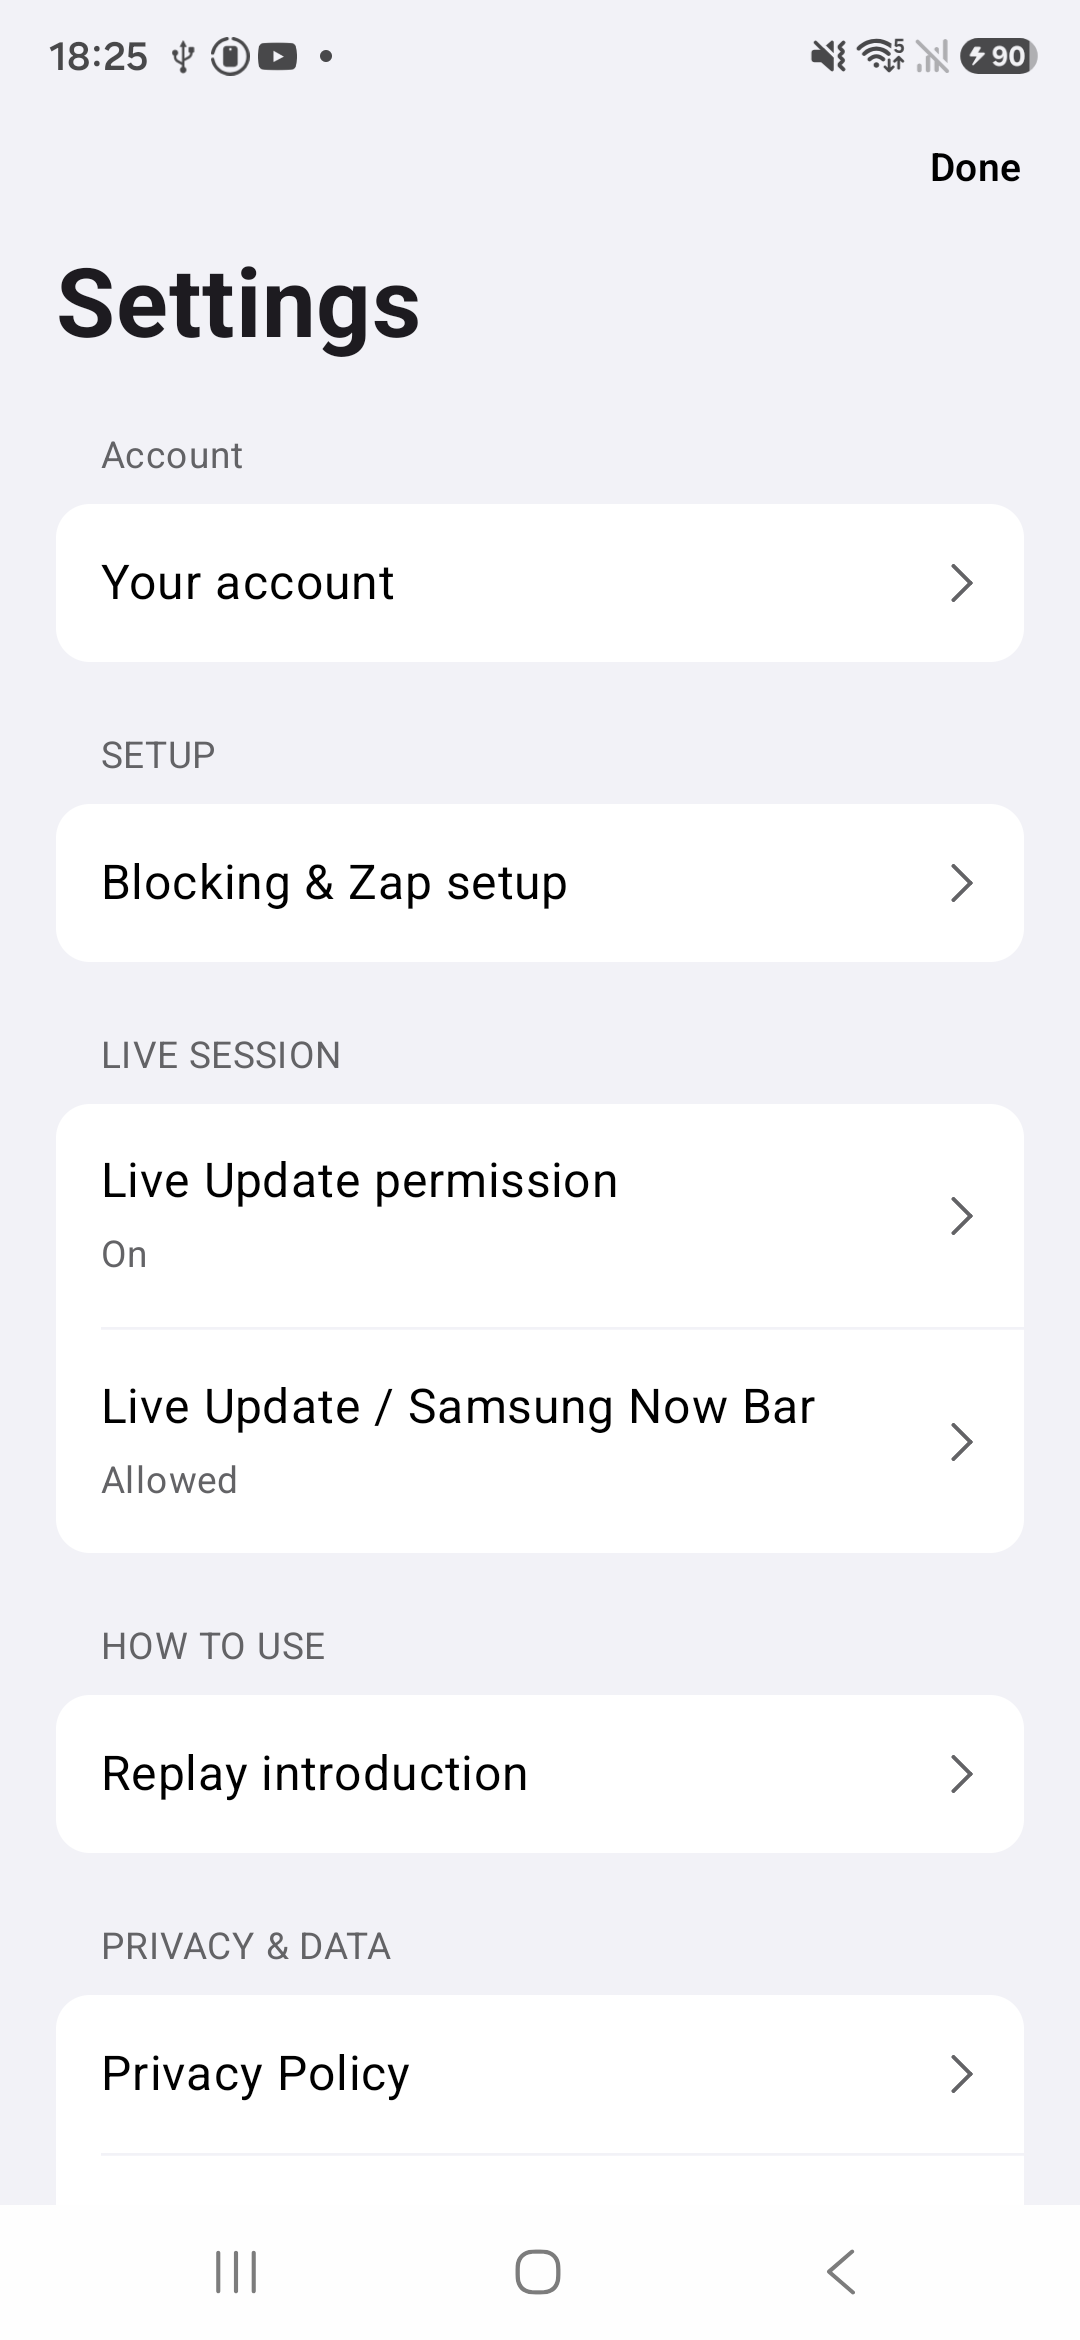 18:25
5
90
Done
Settings
Account
Your account
SETUP
Blocking & Zap setup
LIVE SESSION
Live Update permission
On
Live Update / Samsung Now Bar
Allowed
HOW TO USE
Replay introduction
PRIVACY & DATA
Privacy Policy